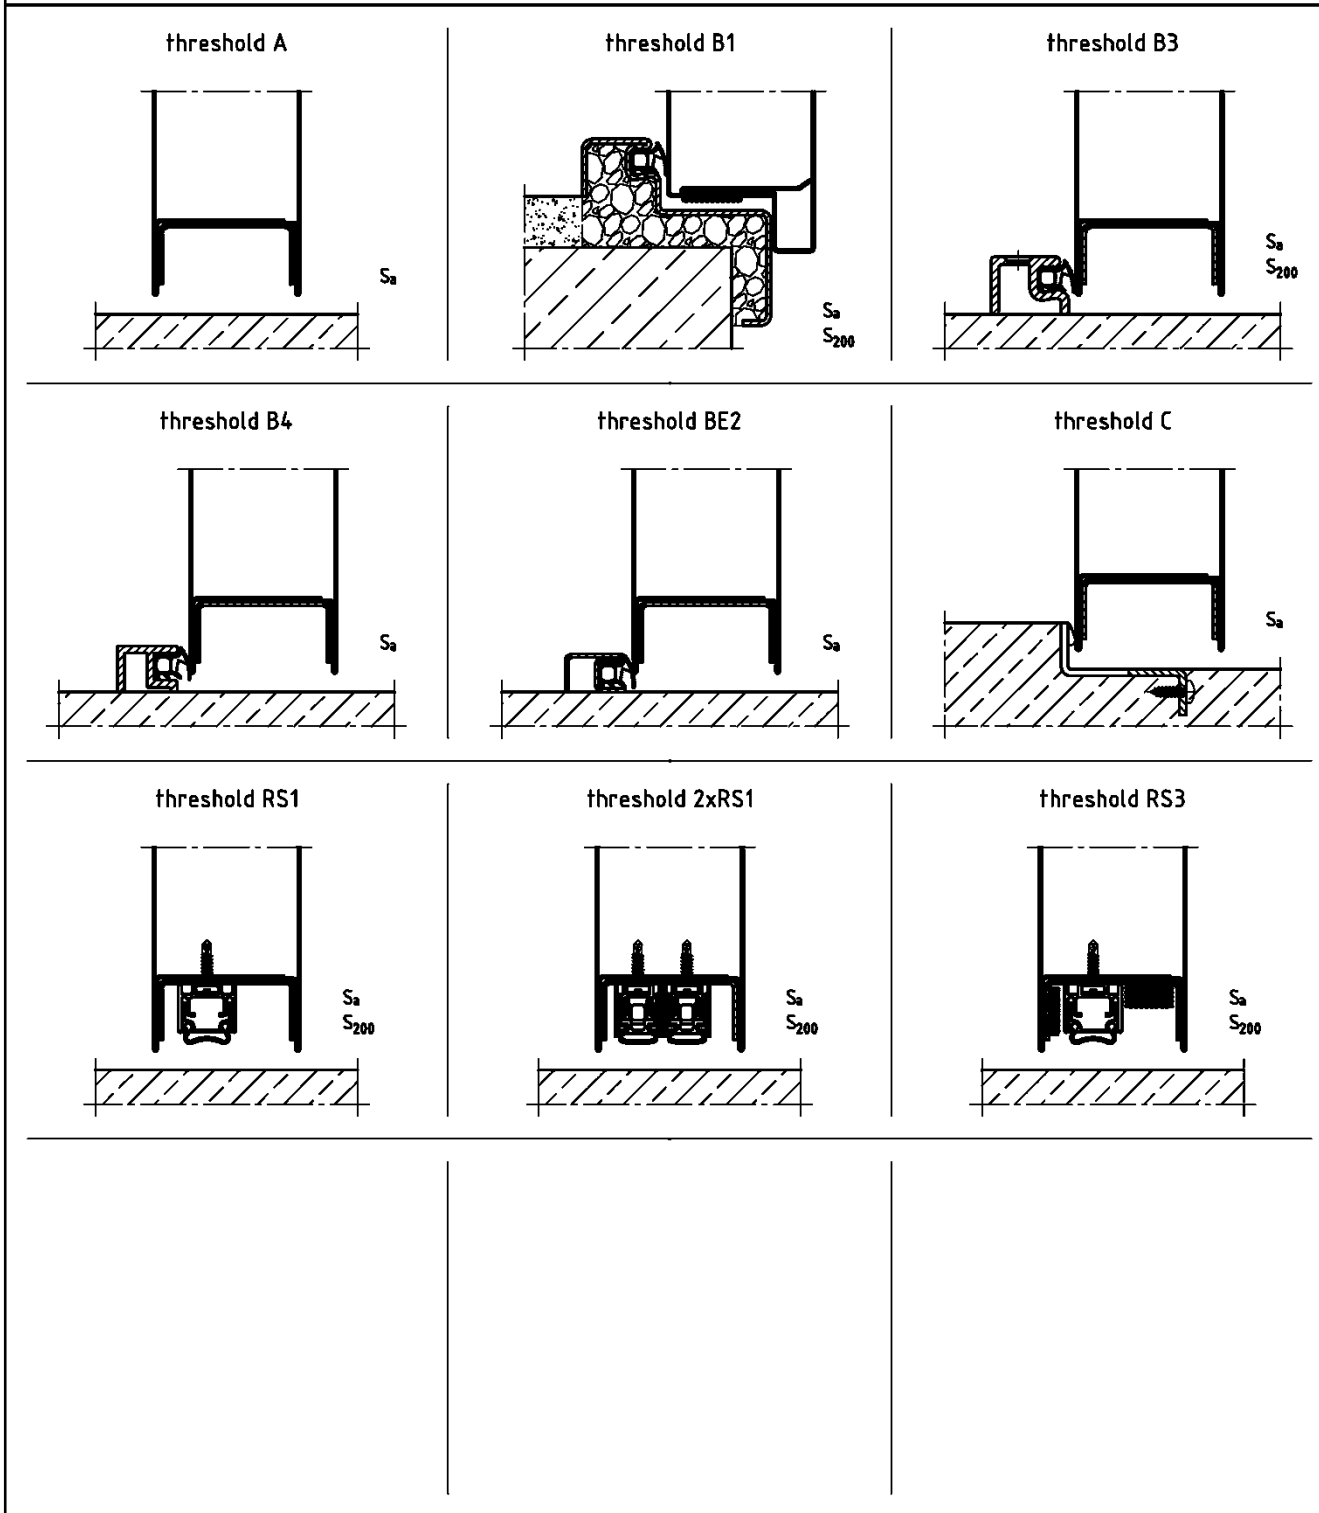 threshold A
Sa
threshold B1
Sa
S200
threshold B3
Sa
S200
threshold B4
Sa
threshold BE2
Sa
threshold C
Sa
threshold RS1
Sa
S200
threshold 2xRS1
Sa
S200
threshold RS3
Sa
S200